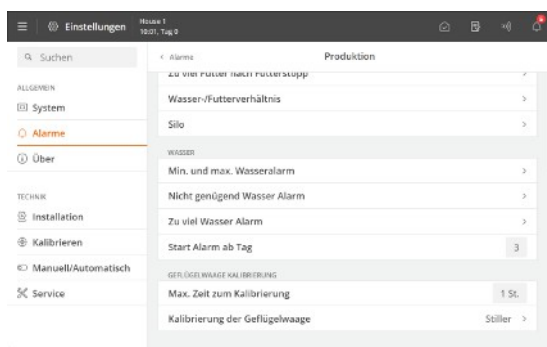 Einstellungen
House 1
10:01, Tag 0
Suchen
ALLGEMEIN
System
Alarme
Über
TECHNIK
Installation
Kalibrieren
Manuell/Automatisch
Service
< Alarme
Produktion
Zu viel Futter nach Futterstopp
Wasser-/Futterverhältnis
Silo
WASSER
Min. und max. Wasseralarm
Nicht genügend Wasser Alarm
Zu viel Wasser Alarm
Start Alarm ab Tag 3
GEFLÜGELWAAGE KALIBRIERUNG
Max. Zeit zum Kalibrierung 1 St.
Kalibrierung der Geflügelwaage Stiller